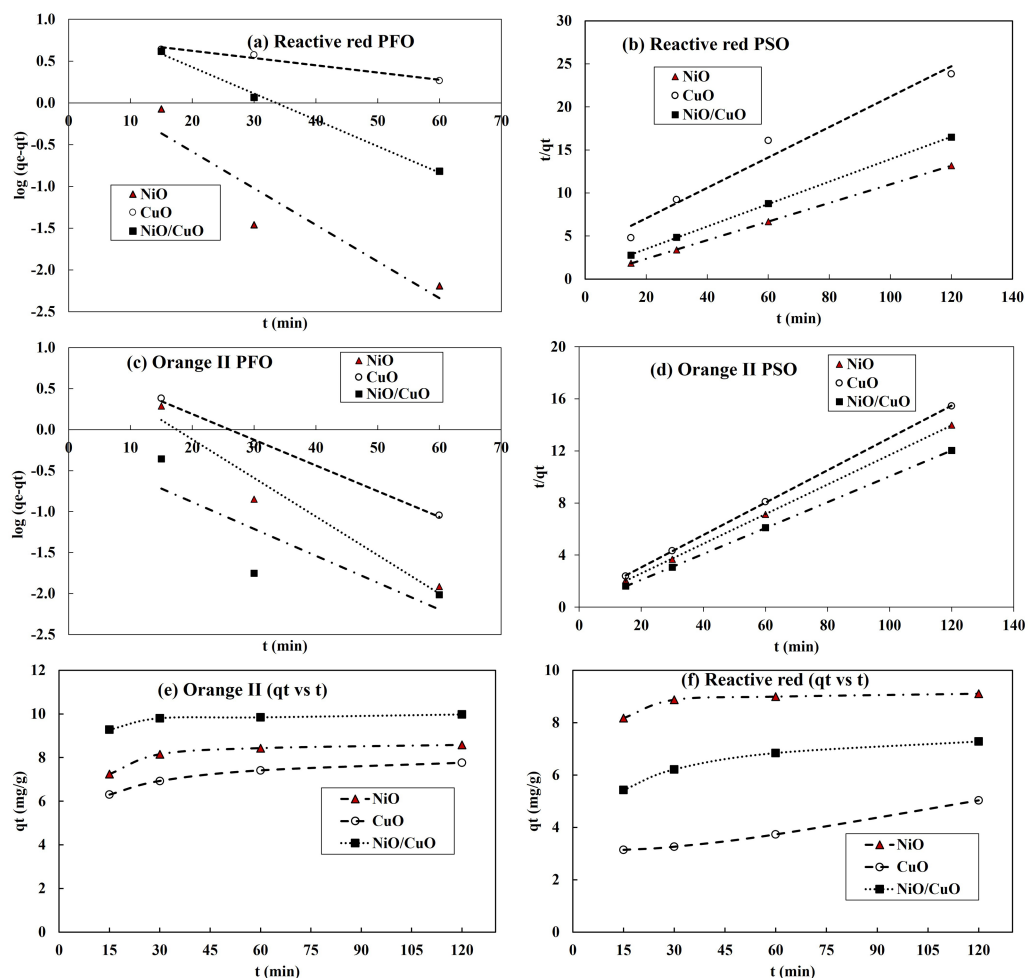 (a) Reactive red PFO
log (qe-qt)
1.0
0.5
0.0
-0.5
-1.0
-1.5
-2.0
-2.5
0
10
20
30
40
50
60
70
NiO
CuO
NiO/CuO
t (min)
(b) Reactive red PSO
t/qt
30
25
20
15
10
5
0
NiO
CuO
NiO/CuO
0
20
40
60
80
100
120
140
t (min)
(c) Orange II PFO
log (qe-qt)
1.0
0.5
0.0
-0.5
-1.0
-1.5
-2.0
-2.5
0
10
20
30
40
50
60
70
NiO
CuO
NiO/CuO
t (min)
(d) Orange II PSO
t/qt
20
16
12
8
4
0
NiO
CuO
NiO/CuO
0
20
40
60
80
100
120
140
t (min)
(e) Orange II (qt vs t)
qt (mg/g)
12
10
8
6
4
2
0
NiO
CuO
NiO/CuO
0
15
30
45
60
75
90
105
120
t (min)
(f) Reactive red (qt vs t)
qt (mg/g)
10
8
6
4
2
0
NiO
CuO
NiO/CuO
0
15
30
45
60
75
90
105
120
t (min)